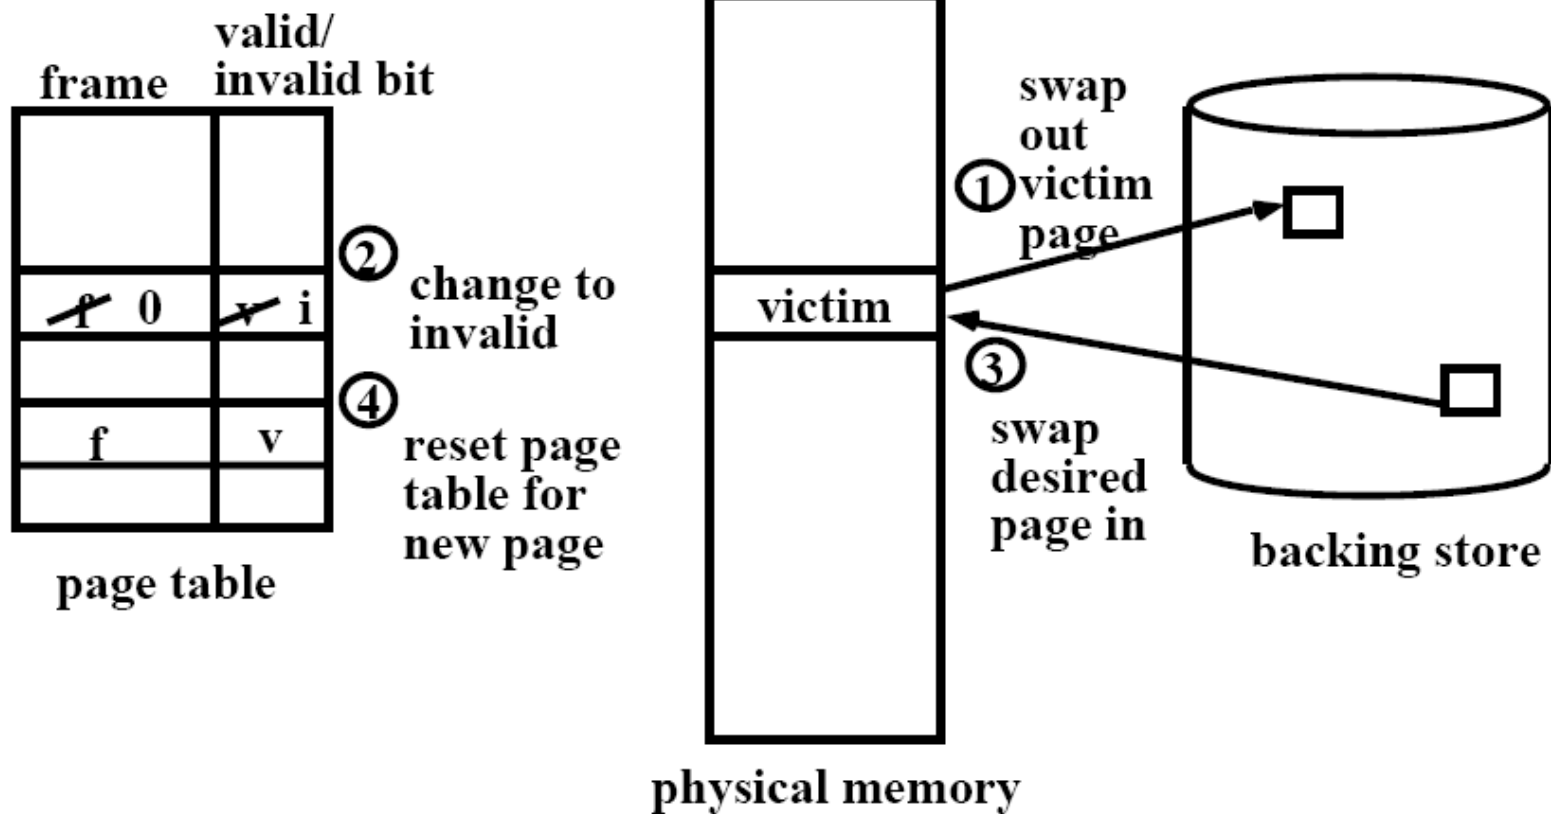 frame
valid/
invalid bit
f 0
v i
f
v
page table
2
change to
invalid
4
reset page
table for
new page
victim
physical memory
1
swap
out
victim
page
3
swap
desired
page in
backing store